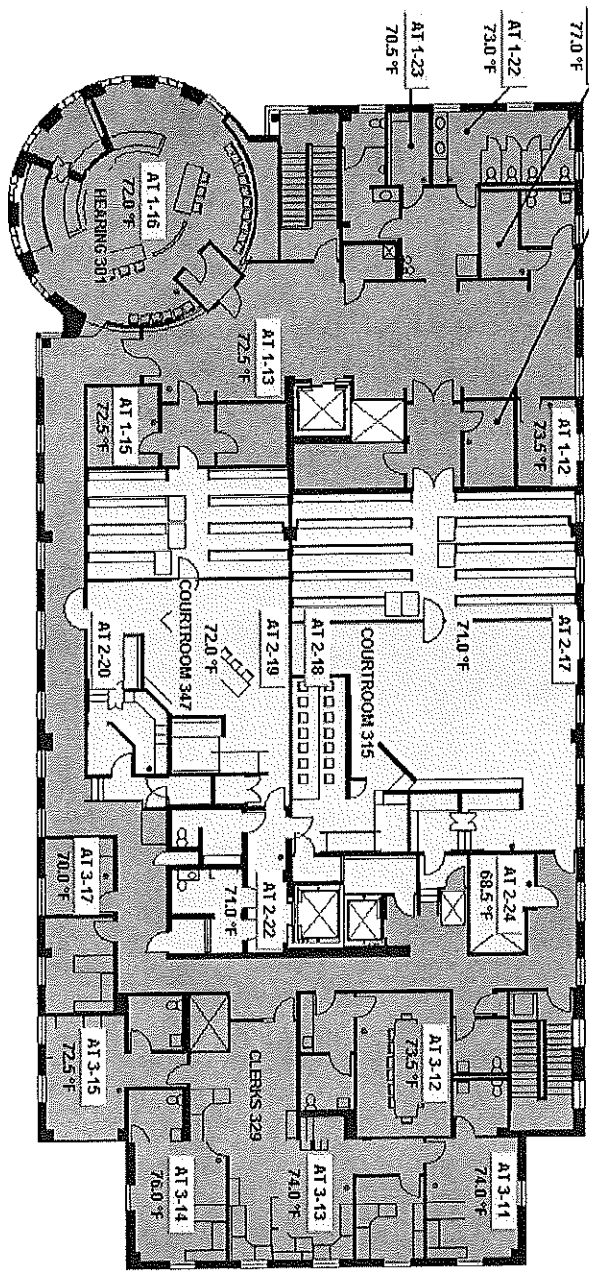 77.0 °F
AT 1-22
73.0 °F
AT 1-23
70.5 °F
AT 1-16
72.0 °F
HEARING 301
AT 1-13
72.5 °F
AT 1-15
72.5 °F
AT 1-12
73.5 °F
AT 2-17
71.0 °F
AT 2-18
COURTROOM 315
AT 2-19
72.0 °F
COURTROOM 347
AT 2-20
AT 2-24
68.5 °F
AT 2-22
71.0 °F
AT 3-17
70.0 °F
AT 3-12
73.5 °F
AT 3-15
72.5 °F
CLERKS 329
AT 3-11
74.0 °F
AT 3-13
74.0 °F
AT 3-14
76.0 °F